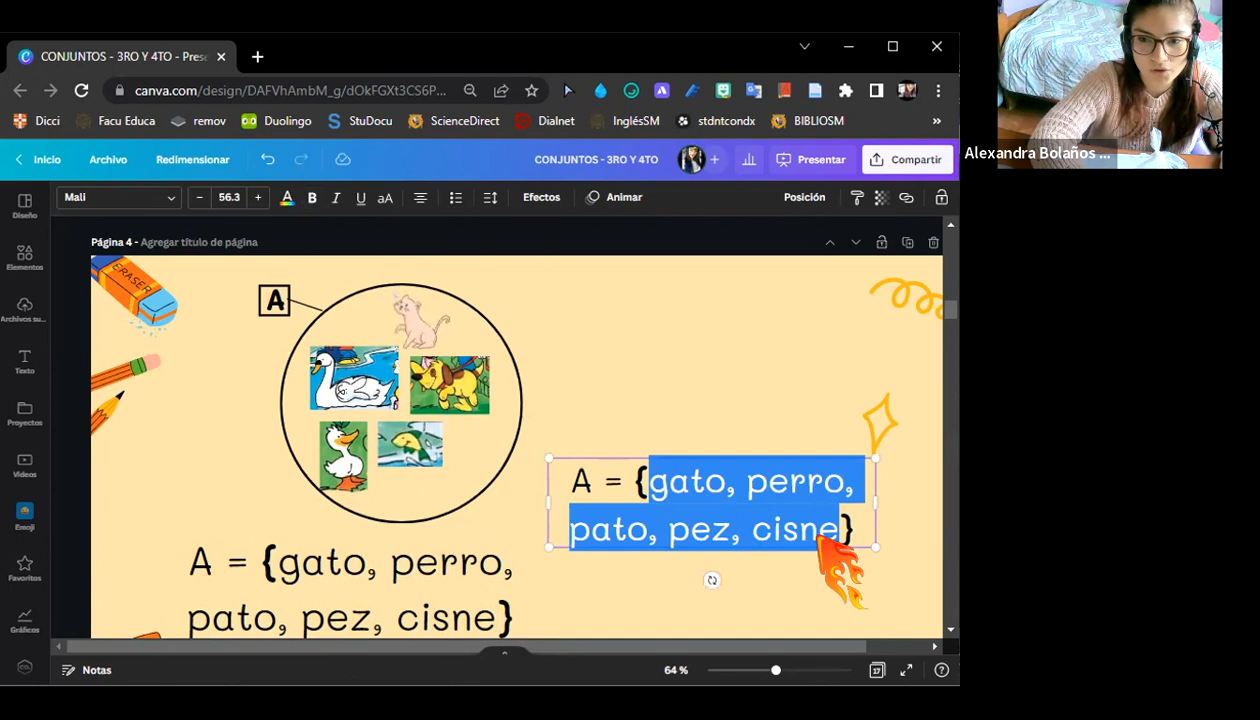 CONJUNTOS - 3RO Y 4TO - Prese
canva.com/design/DAFVhAmbM_g/dOkFGXt3CS6P...
Dicci
Facu Educa
remov
Duolingo
StuDocu
ScienceDirect
Dialnet
InglésSM
stdntcondx
BIBLIOSM
»
Inicio
Archivo
Redimensionar
CONJUNTOS - 3RO Y 4TO
Presentar
Compartir
Mali
56.3
B
I
U
aA
Efectos
Animar
Posición
Diseño
Elementos
Archivos su...
Texto
Proyectos
Videos
Emoji
Favoritos
Gráficos
Página 4 - Agregar título de página
ERASER
A
A = {gato, perro,
pato, pez, cisne}
A = {gato, perro,
pato, pez, cisne}
Notas
64 %
17
Alexandra Bolaños ...